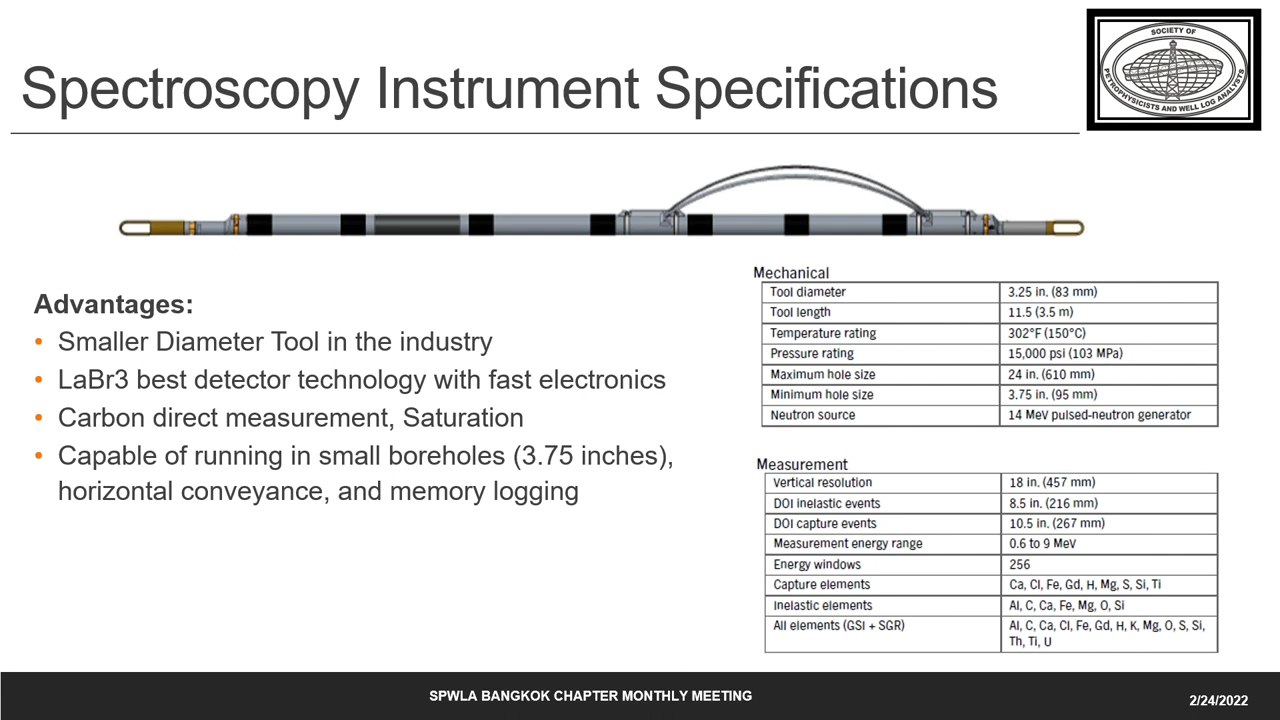 Spectroscopy Instrument Specifications
SOCIETY OF
PETROPHYSICISTS AND WELL LOG ANALYSTS
Advantages:
• Smaller Diameter Tool in the industry
• LaBr3 best detector technology with fast electronics
• Carbon direct measurement, Saturation
• Capable of running in small boreholes (3.75 inches),
horizontal conveyance, and memory logging
Mechanical
Tool diameter 3.25 in. (83 mm)
Tool length 11.5 (3.5 m)
Temperature rating 302°F (150°C)
Pressure rating 15,000 psi (103 MPa)
Maximum hole size 24 in. (610 mm)
Minimum hole size 3.75 in. (95 mm)
Neutron source 14 MeV pulsed-neutron generator
Measurement
Vertical resolution 18 in. (457 mm)
DOI inelastic events 8.5 in. (216 mm)
DOI capture events 10.5 in. (267 mm)
Measurement energy range 0.6 to 9 MeV
Energy windows 256
Capture elements Ca, Cl, Fe, Gd, H, Mg, S, Si, Ti
Inelastic elements Al, C, Ca, Fe, Mg, O, Si
All elements (GSI + SGR) Al, C, Ca, Cl, Fe, Gd, H, K, Mg, O, S, Si,
Th, Ti, U
SPWLA BANGKOK CHAPTER MONTHLY MEETING
2/24/2022